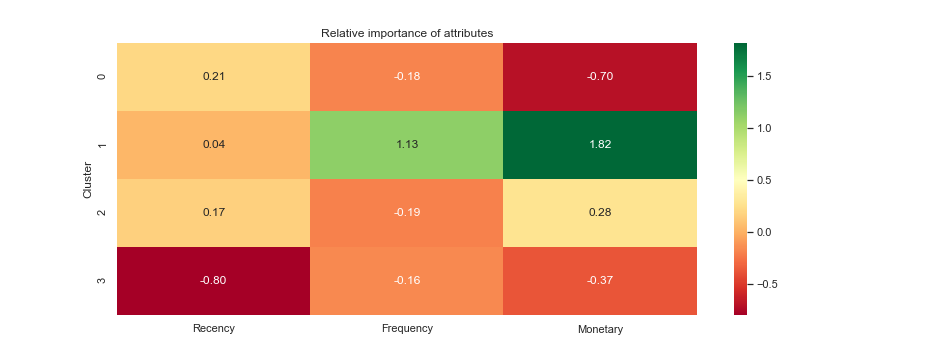 Relative importance of attributes
Cluster
0 0.21 -0.18 -0.70
1 0.04 1.13 1.82
2 0.17 -0.19 0.28
3 -0.80 -0.16 -0.37
Recency Frequency Monetary
1.5
1.0
0.5
0.0
−0.5